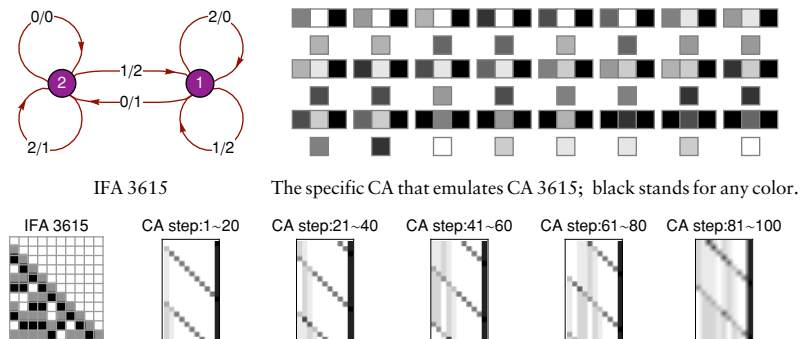 0/0
2/0
1/2
2
1
0/1
2/1
1/2
IFA 3615
The specific CA that emulates CA 3615; black stands for any color.
IFA 3615
CA step:1~20
CA step:21~40
CA step:41~60
CA step:61~80
CA step:81~100